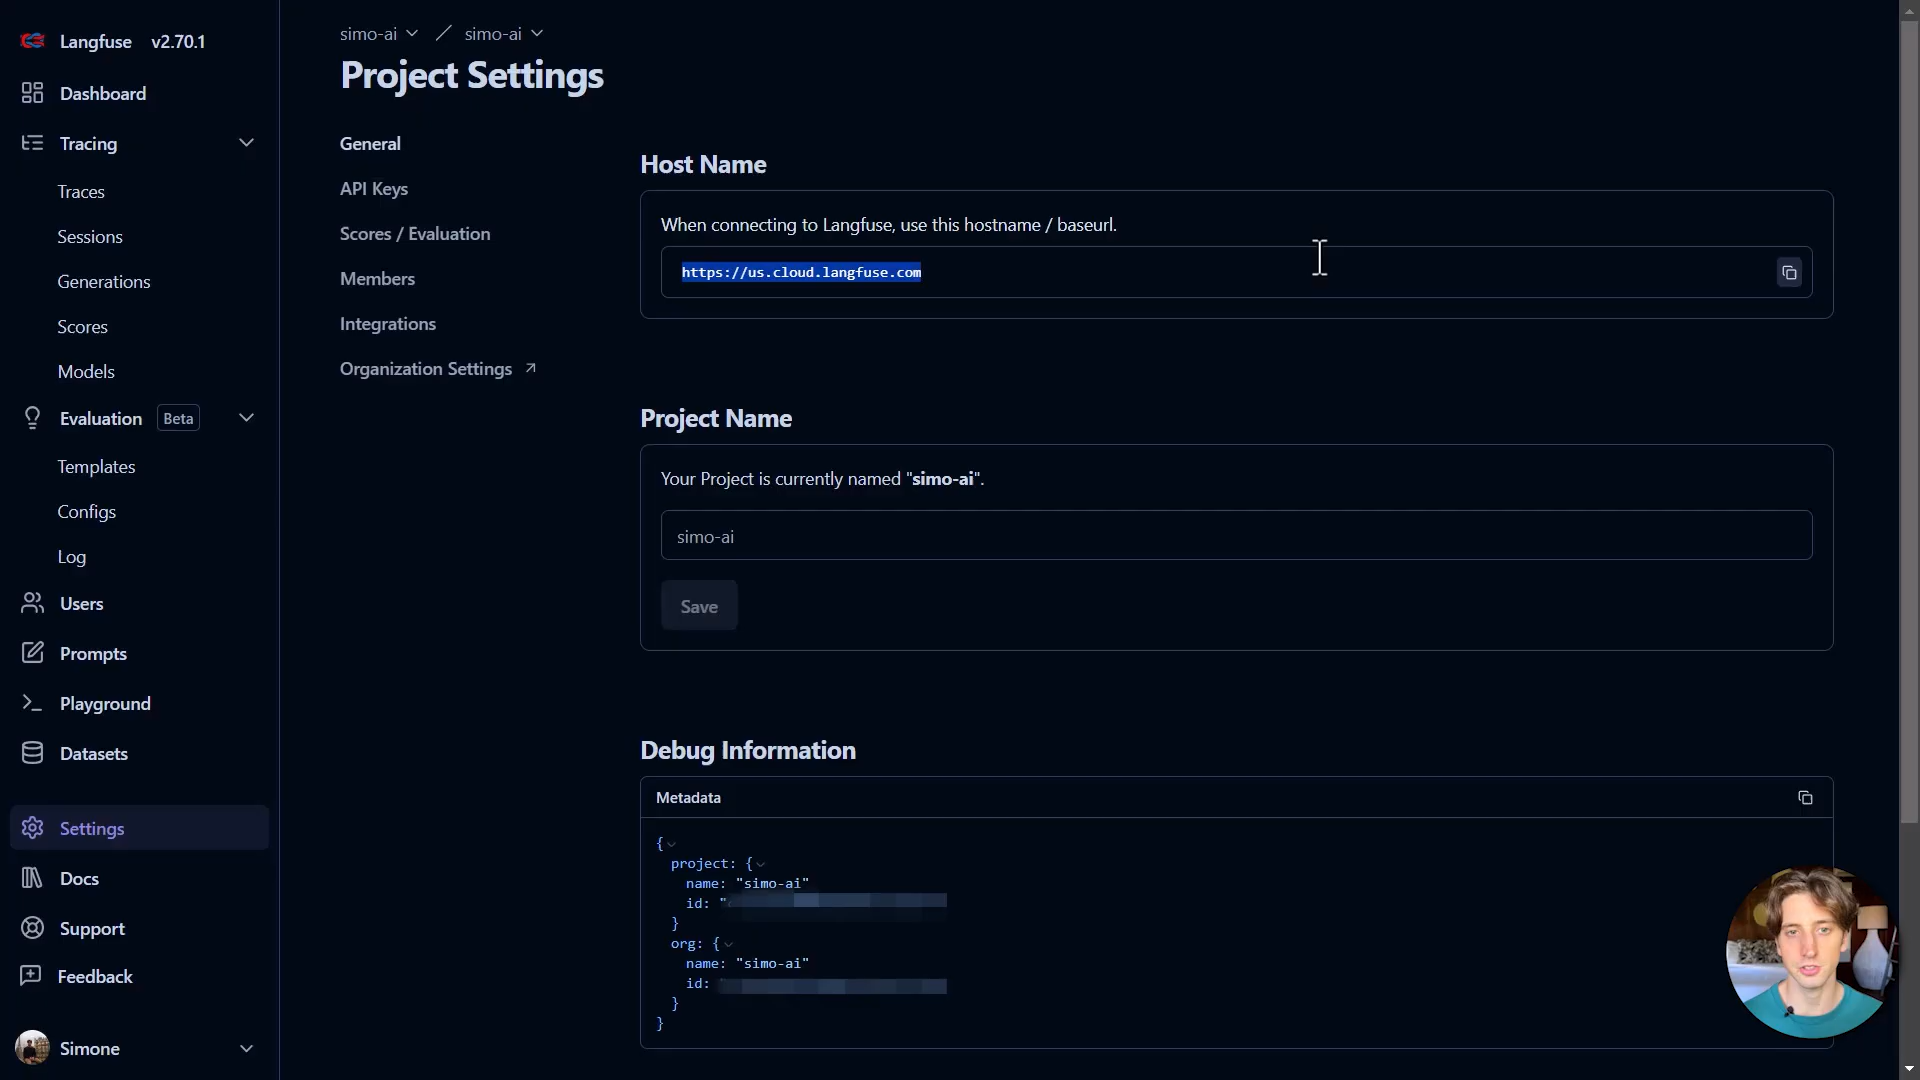 Langfuse v2.70.1
Dashboard
Tracing
Traces
Sessions
Generations
Scores
Models
Evaluation Beta
Templates
Configs
Log
Users
Prompts
Playground
Datasets
Settings
Docs
Support
Feedback
Simone
simo-ai / simo-ai
Project Settings
General
API Keys
Scores / Evaluation
Members
Integrations
Organization Settings
Host Name
When connecting to Langfuse, use this hostname / baseurl.
https://us.cloud.langfuse.com
Project Name
Your Project is currently named "simo-ai".
simo-ai
Save
Debug Information
Metadata
{
project: {
name: "simo-ai"
id: "
}
org: {
name: "simo-ai"
id:
}
}